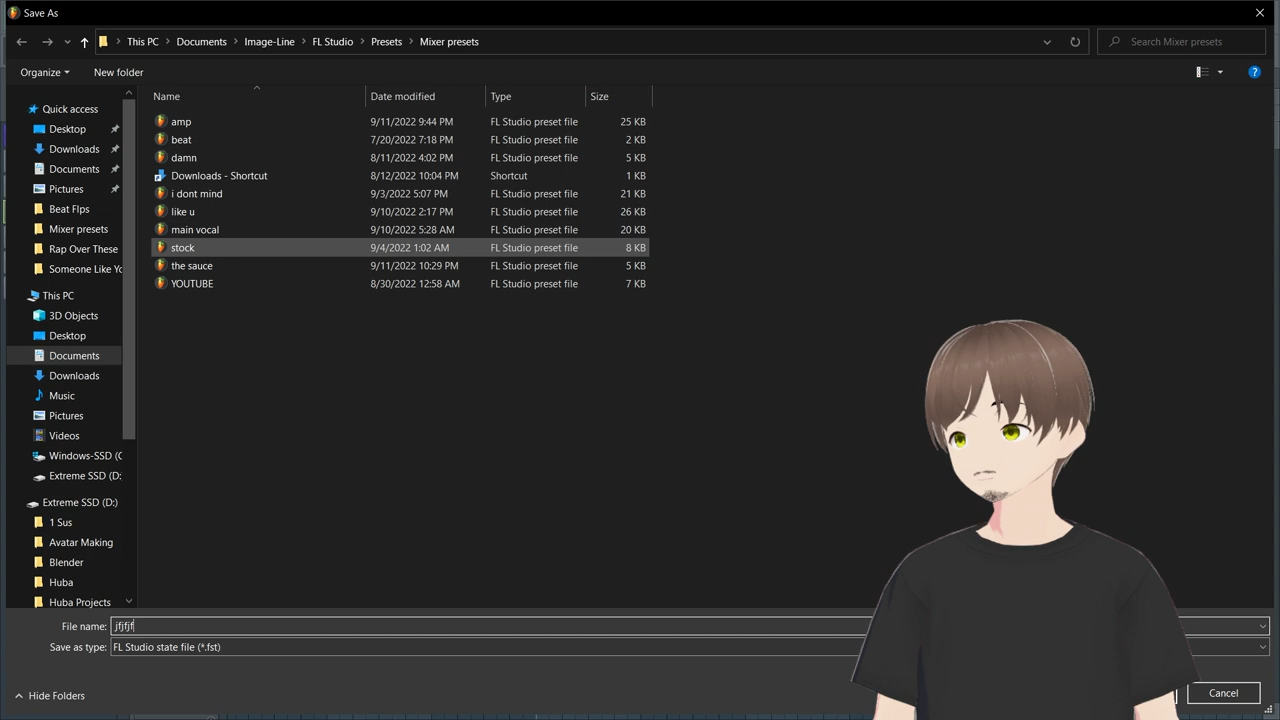 Save As
This PC > Documents > Image-Line > FL Studio > Presets > Mixer presets
Search Mixer presets
Organize
New folder
Name Date modified Type Size
Quick access
Desktop
Downloads
Documents
Pictures
Beat Flps
Mixer presets
Rap Over These
Someone Like Yo
This PC
3D Objects
Desktop
Documents
Downloads
Music
Pictures
Videos
Windows-SSD (C
Extreme SSD (D:
Extreme SSD (D:)
1 Sus
Avatar Making
Blender
Huba
Huba Projects
amp 9/11/2022 9:44 PM FL Studio preset file 25 KB
beat 7/20/2022 7:18 PM FL Studio preset file 2 KB
damn 8/11/2022 4:02 PM FL Studio preset file 5 KB
Downloads - Shortcut 8/12/2022 10:04 PM Shortcut 1 KB
i dont mind 9/3/2022 5:07 PM FL Studio preset file 21 KB
like u 9/10/2022 2:17 PM FL Studio preset file 26 KB
main vocal 9/10/2022 5:28 AM FL Studio preset file 20 KB
stock 9/4/2022 1:02 AM FL Studio preset file 8 KB
the sauce 9/11/2022 10:29 PM FL Studio preset file 5 KB
YOUTUBE 8/30/2022 12:58 AM FL Studio preset file 7 KB
File name: jfjfjf
Save as type: FL Studio state file (*.fst)
Hide Folders
Cancel